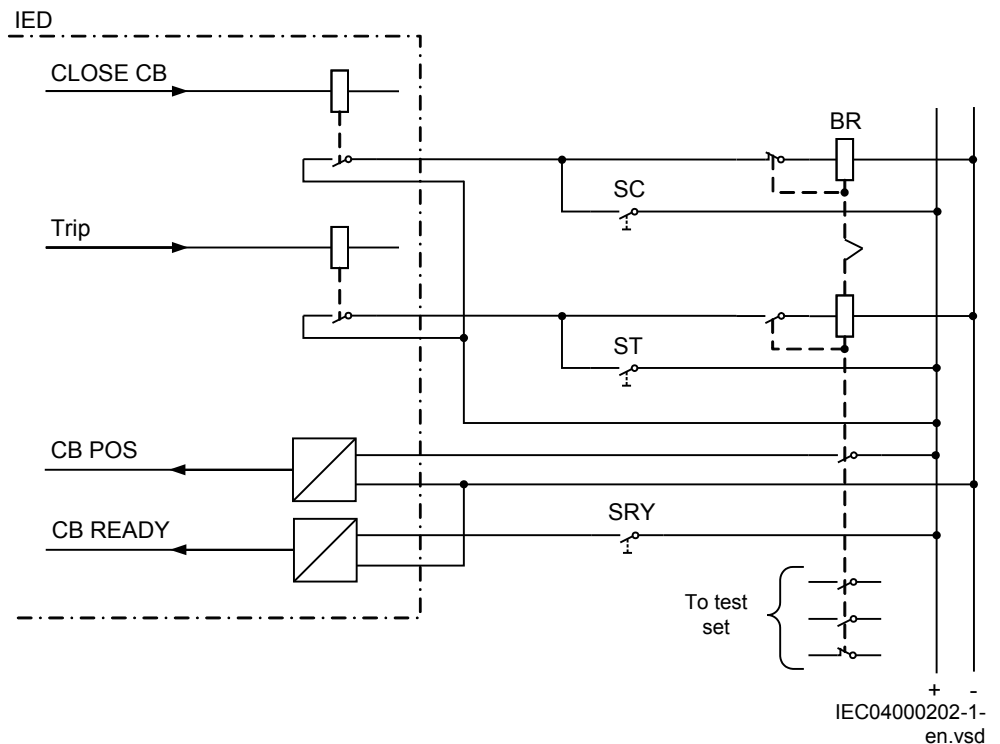 IED
CLOSE CB
BR
SC
Trip
ST
CB POS
CB READY
SRY
To test
set
+ -
IEC04000202-1-
en.vsd